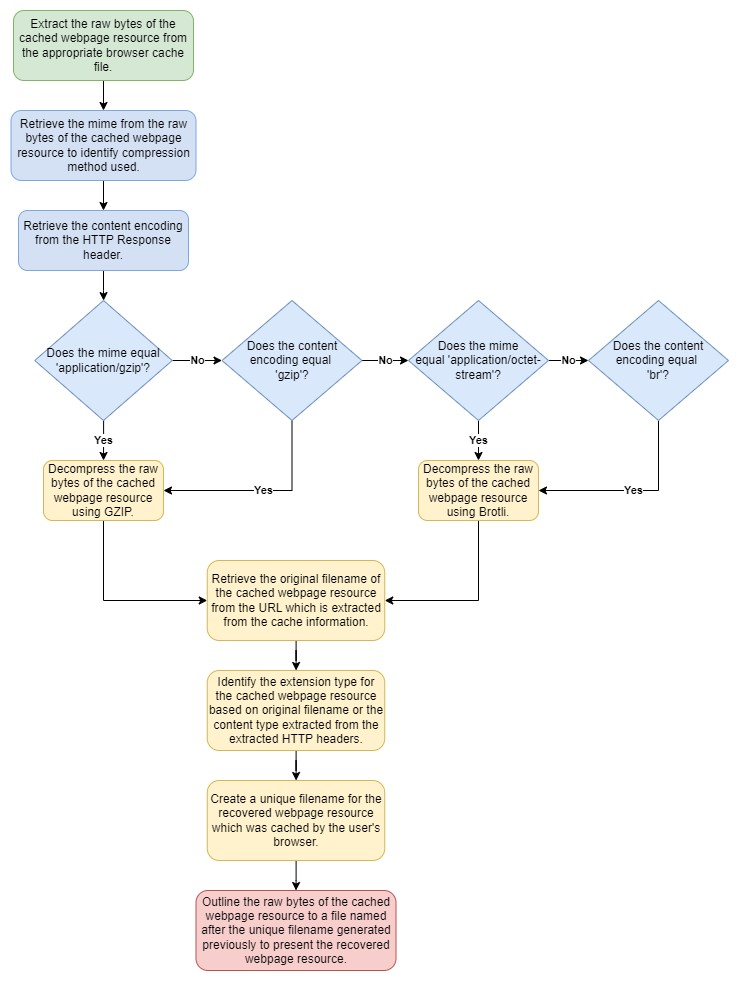 Extract the raw bytes of the
cached webpage resource from
the appropriate browser cache
file.
Retrieve the mime from the raw
bytes of the cached webpage
resource to identify compression
method used.
Retrieve the content encoding
from the HTTP Response
header.
Does the mime equal
'application/gzip'?
No
Does the content
encoding equal
'gzip'?
No
Does the mime
equal 'application/octet-
stream'?
No
Does the content
encoding equal
'br'?
Yes
Yes
Decompress the raw
bytes of the cached
webpage resource
using GZIP.
Yes
Decompress the raw
bytes of the cached
webpage resource
using Brotli.
Yes
Retrieve the original filename of
the cached webpage resource
from the URL which is extracted
from the cache information.
Identify the extension type for
the cached webpage resource
based on original filename or the
content type extracted from the
extracted HTTP headers.
Create a unique filename for the
recovered webpage resource
which was cached by the user's
browser.
Outline the raw bytes of the cached
webpage resource to a file named
after the unique filename generated
previously to present the recovered
webpage resource.